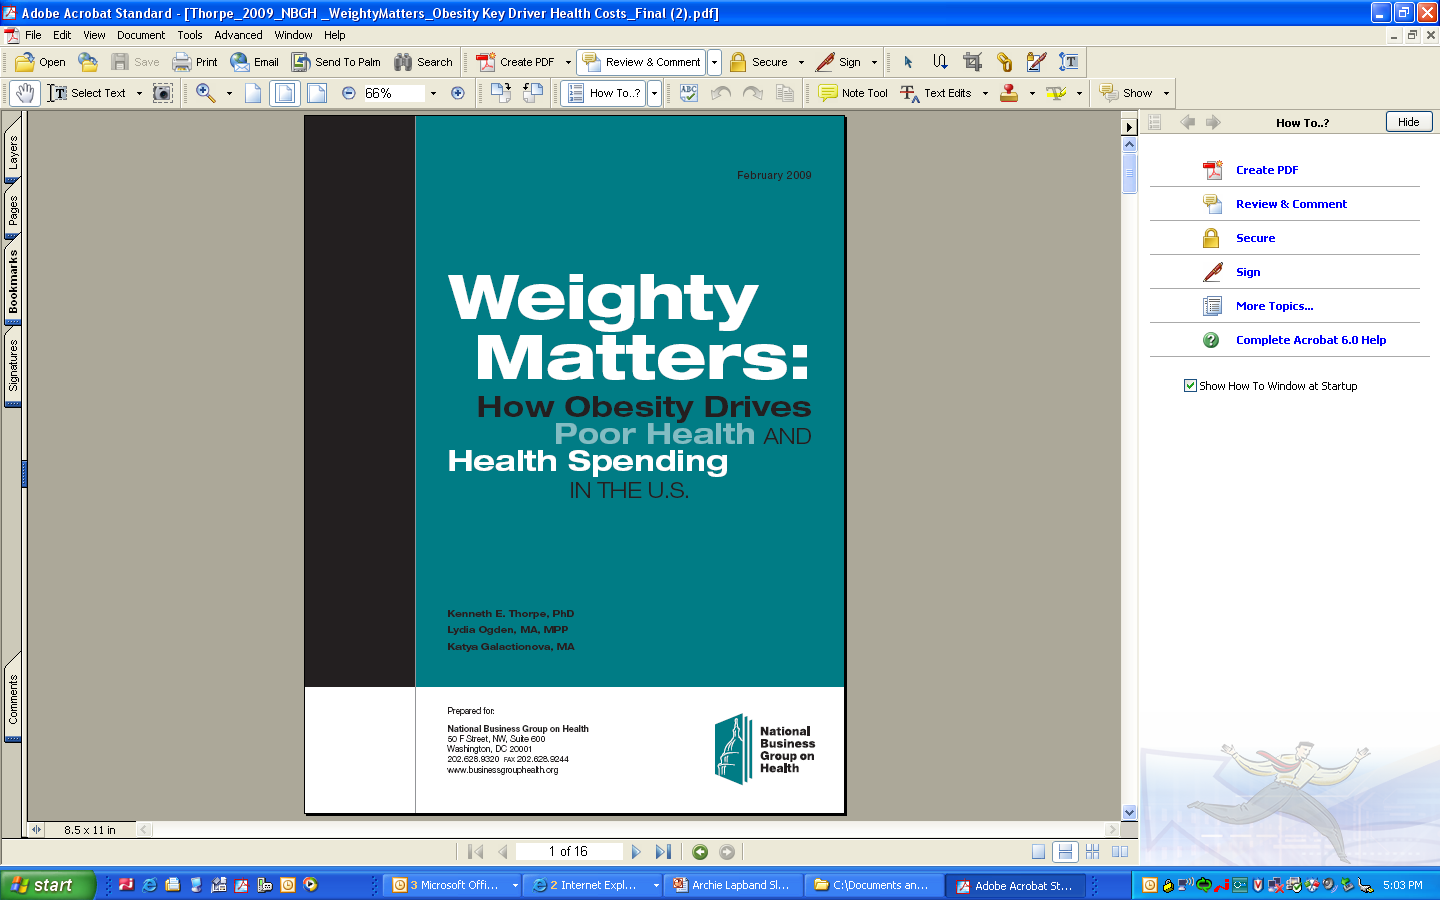 Adobe Acrobat Standard - [Thorpe_2009_NBGH _WeightyMatters_Obesity Key Driver Health Costs_Final (2).pdf]
File Edit View Document Tools Advanced Window Help
Open Save Print Email Send To Palm Search Create PDF Review & Comment Secure Sign
Select Text 66% How To..? Note Tool Text Edits Show
Layers
Pages
Bookmarks
Signatures
Comments
February 2009
Weighty
Matters:
How Obesity Drives
Poor Health AND
Health Spending
IN THE U.S.
Kenneth E. Thorpe, PhD
Lydia Ogden, MA, MPP
Katya Galactionova, MA
Prepared for:
National Business Group on Health
50 F Street, NW, Suite 600
Washington, DC 20001
202.628.9320 FAX 202.628.9244
www.businessgrouphealth.org
National
Business
Group on
Health
How To..? Hide
Create PDF
Review & Comment
Secure
Sign
More Topics...
Complete Acrobat 6.0 Help
Show How To Window at Startup
8.5 x 11 in
1 of 16
start 3 Microsoft Offi... 2 Internet Expl... Archie Lapband Sl... C:\Documents an... Adobe Acrobat St... 5:03 PM